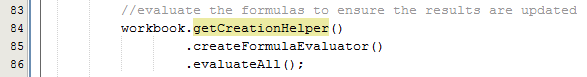 83 //evaluate the formulas to ensure the results are updated
84 workbook.getCreationHelper()
85 .createFormulaEvaluator()
86 .evaluateAll();